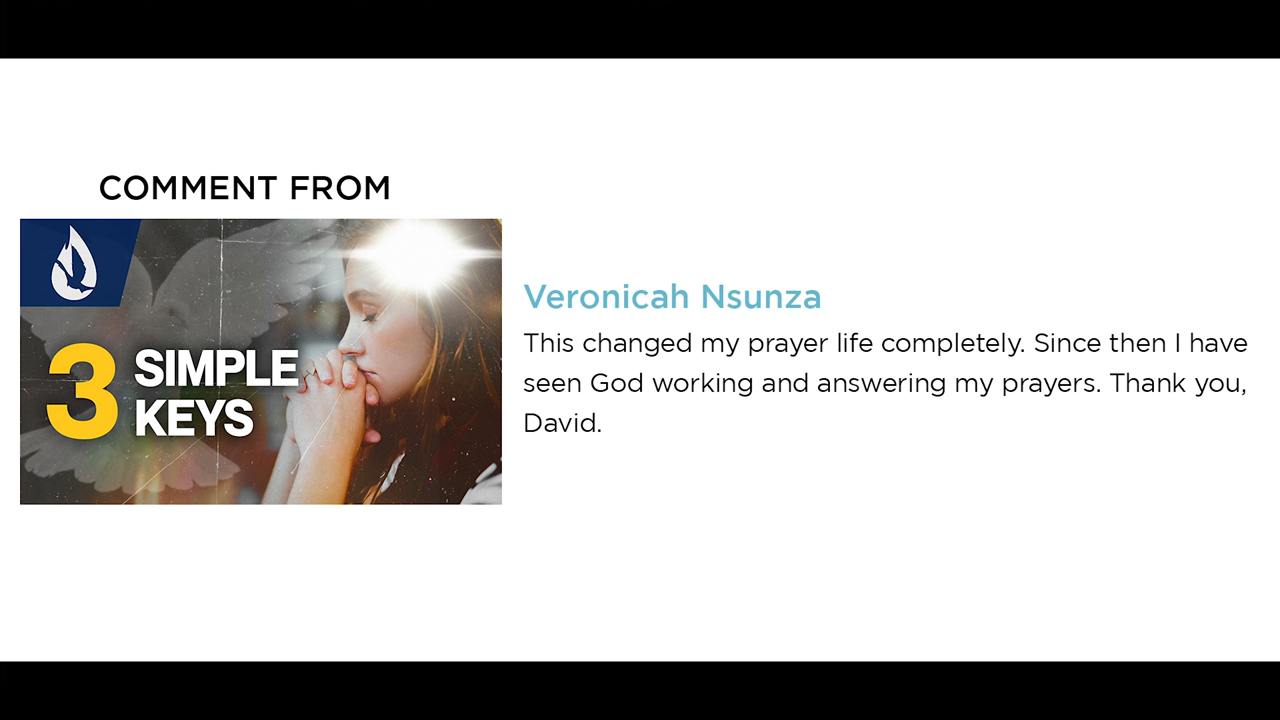 COMMENT FROM
3 SIMPLE
KEYS
Veronicah Nsunza
This changed my prayer life completely. Since then I have
seen God working and answering my prayers. Thank you,
David.